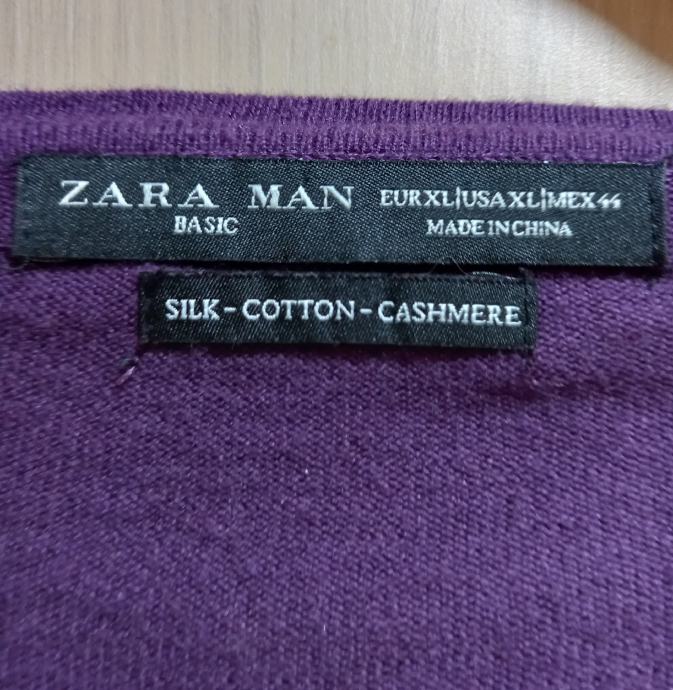 ZARA MAN
BASIC
EUR XL|USA XL|MEX 44
MADE IN CHINA
SILK-COTTON-CASHMERE